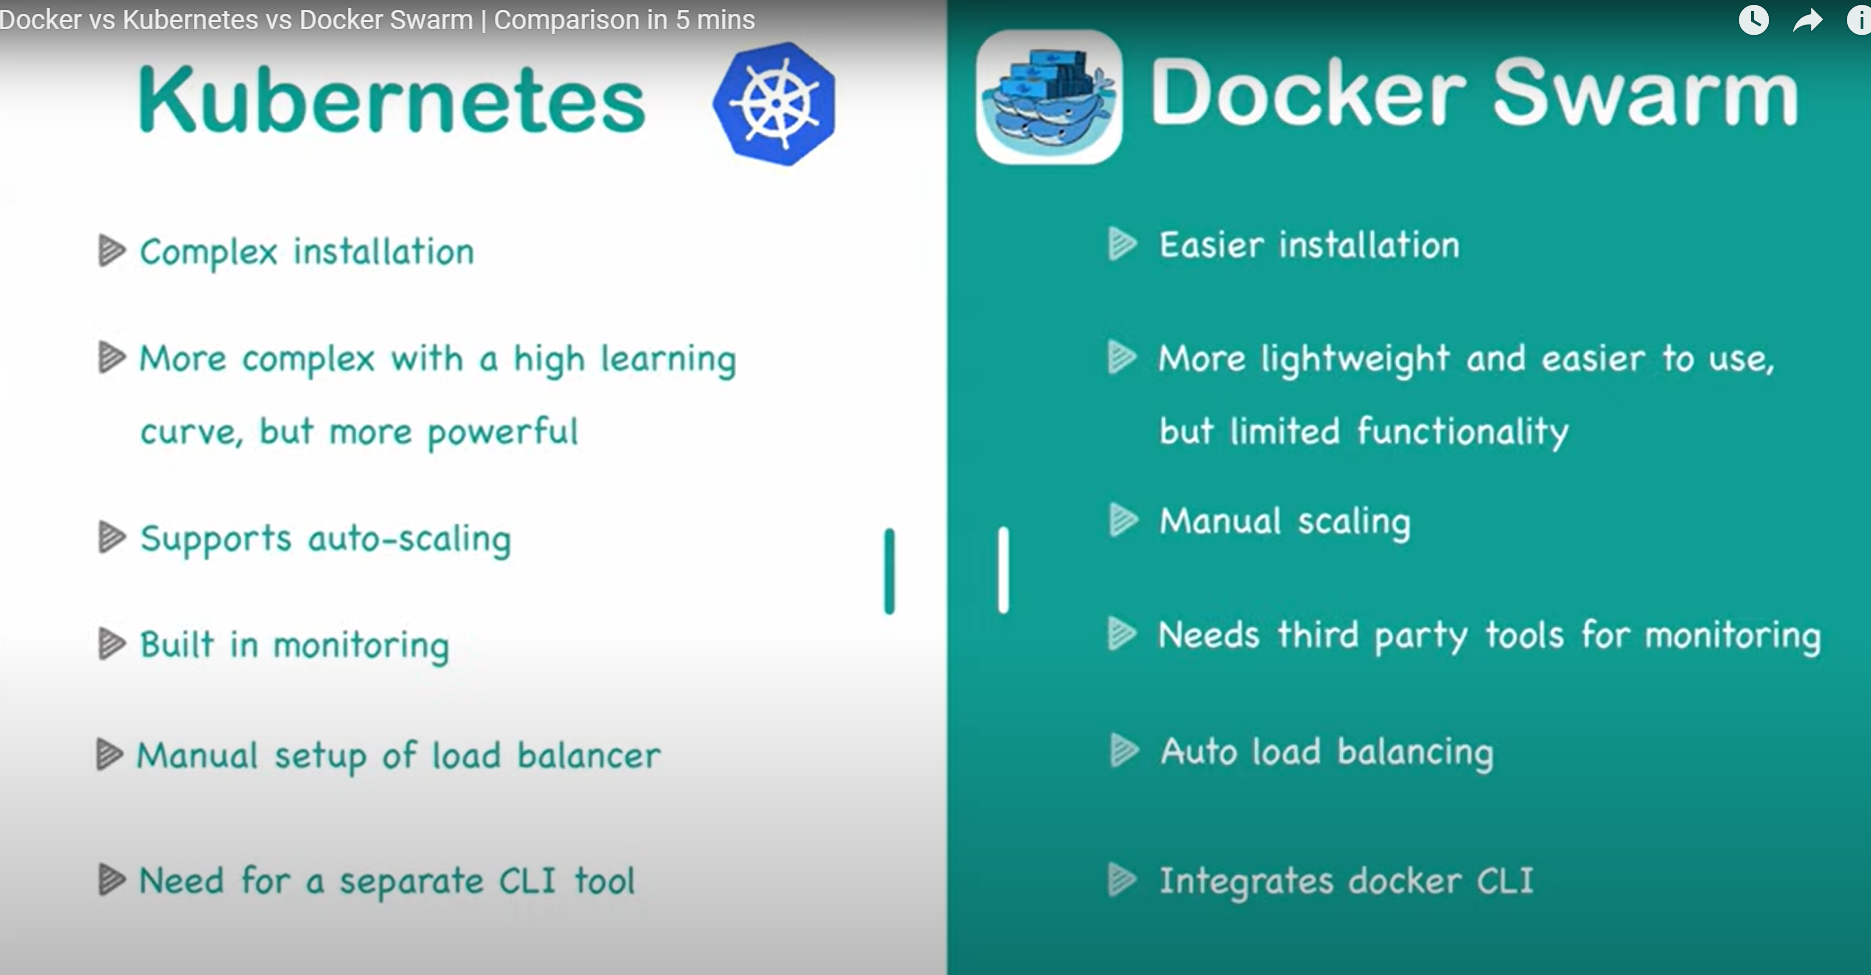 Docker vs Kubernetes vs Docker Swarm | Comparison in 5 mins
Kubernetes
Complex installation
More complex with a high learning
curve, but more powerful
Supports auto-scaling
Built in monitoring
Manual setup of load balancer
Need for a separate CLI tool
Docker Swarm
Easier installation
More lightweight and easier to use,
but limited functionality
Manual scaling
Needs third party tools for monitoring
Auto load balancing
Integrates docker CLI